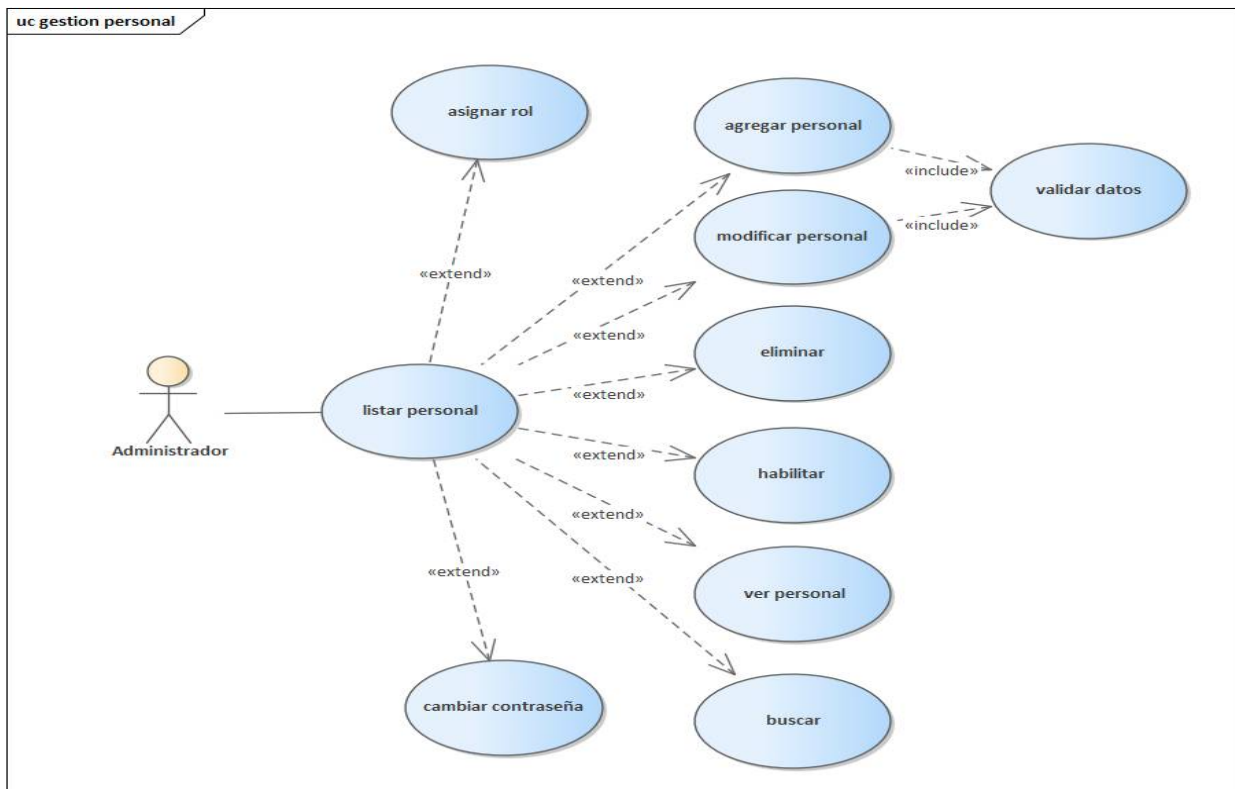 uc gestion personal
asignar rol
agregar personal
«include»
validar datos
modificar personal
«include»
«extend»
«extend»
«extend»
eliminar
«extend»
listar personal
Administrador
«extend»
habilitar
«extend»
«extend»
«extend»
ver personal
cambiar contraseña
buscar